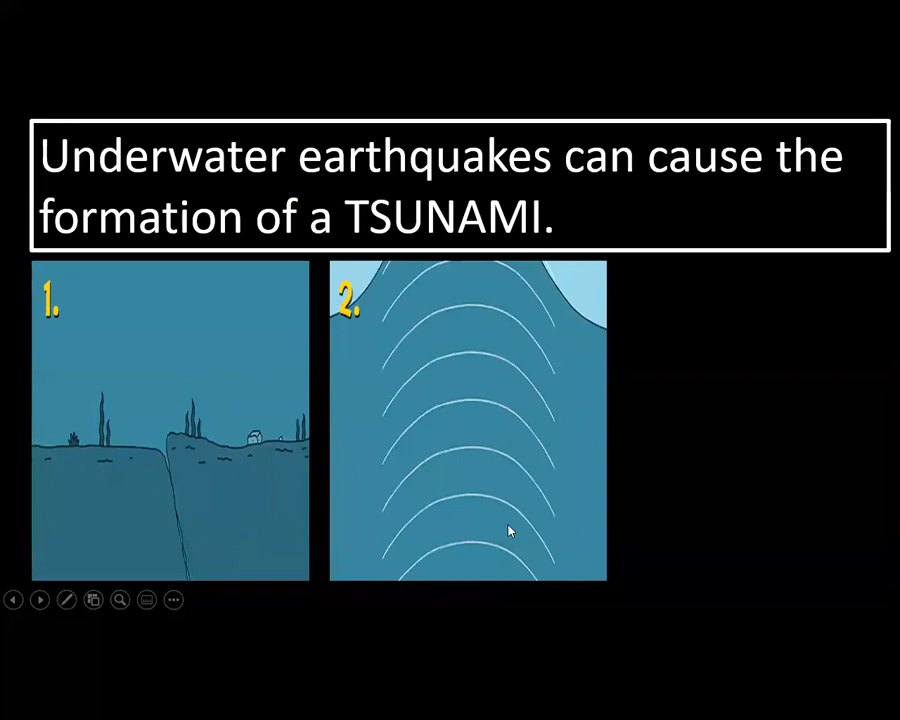 Underwater earthquakes can cause the
formation of a TSUNAMI.
1.
2.